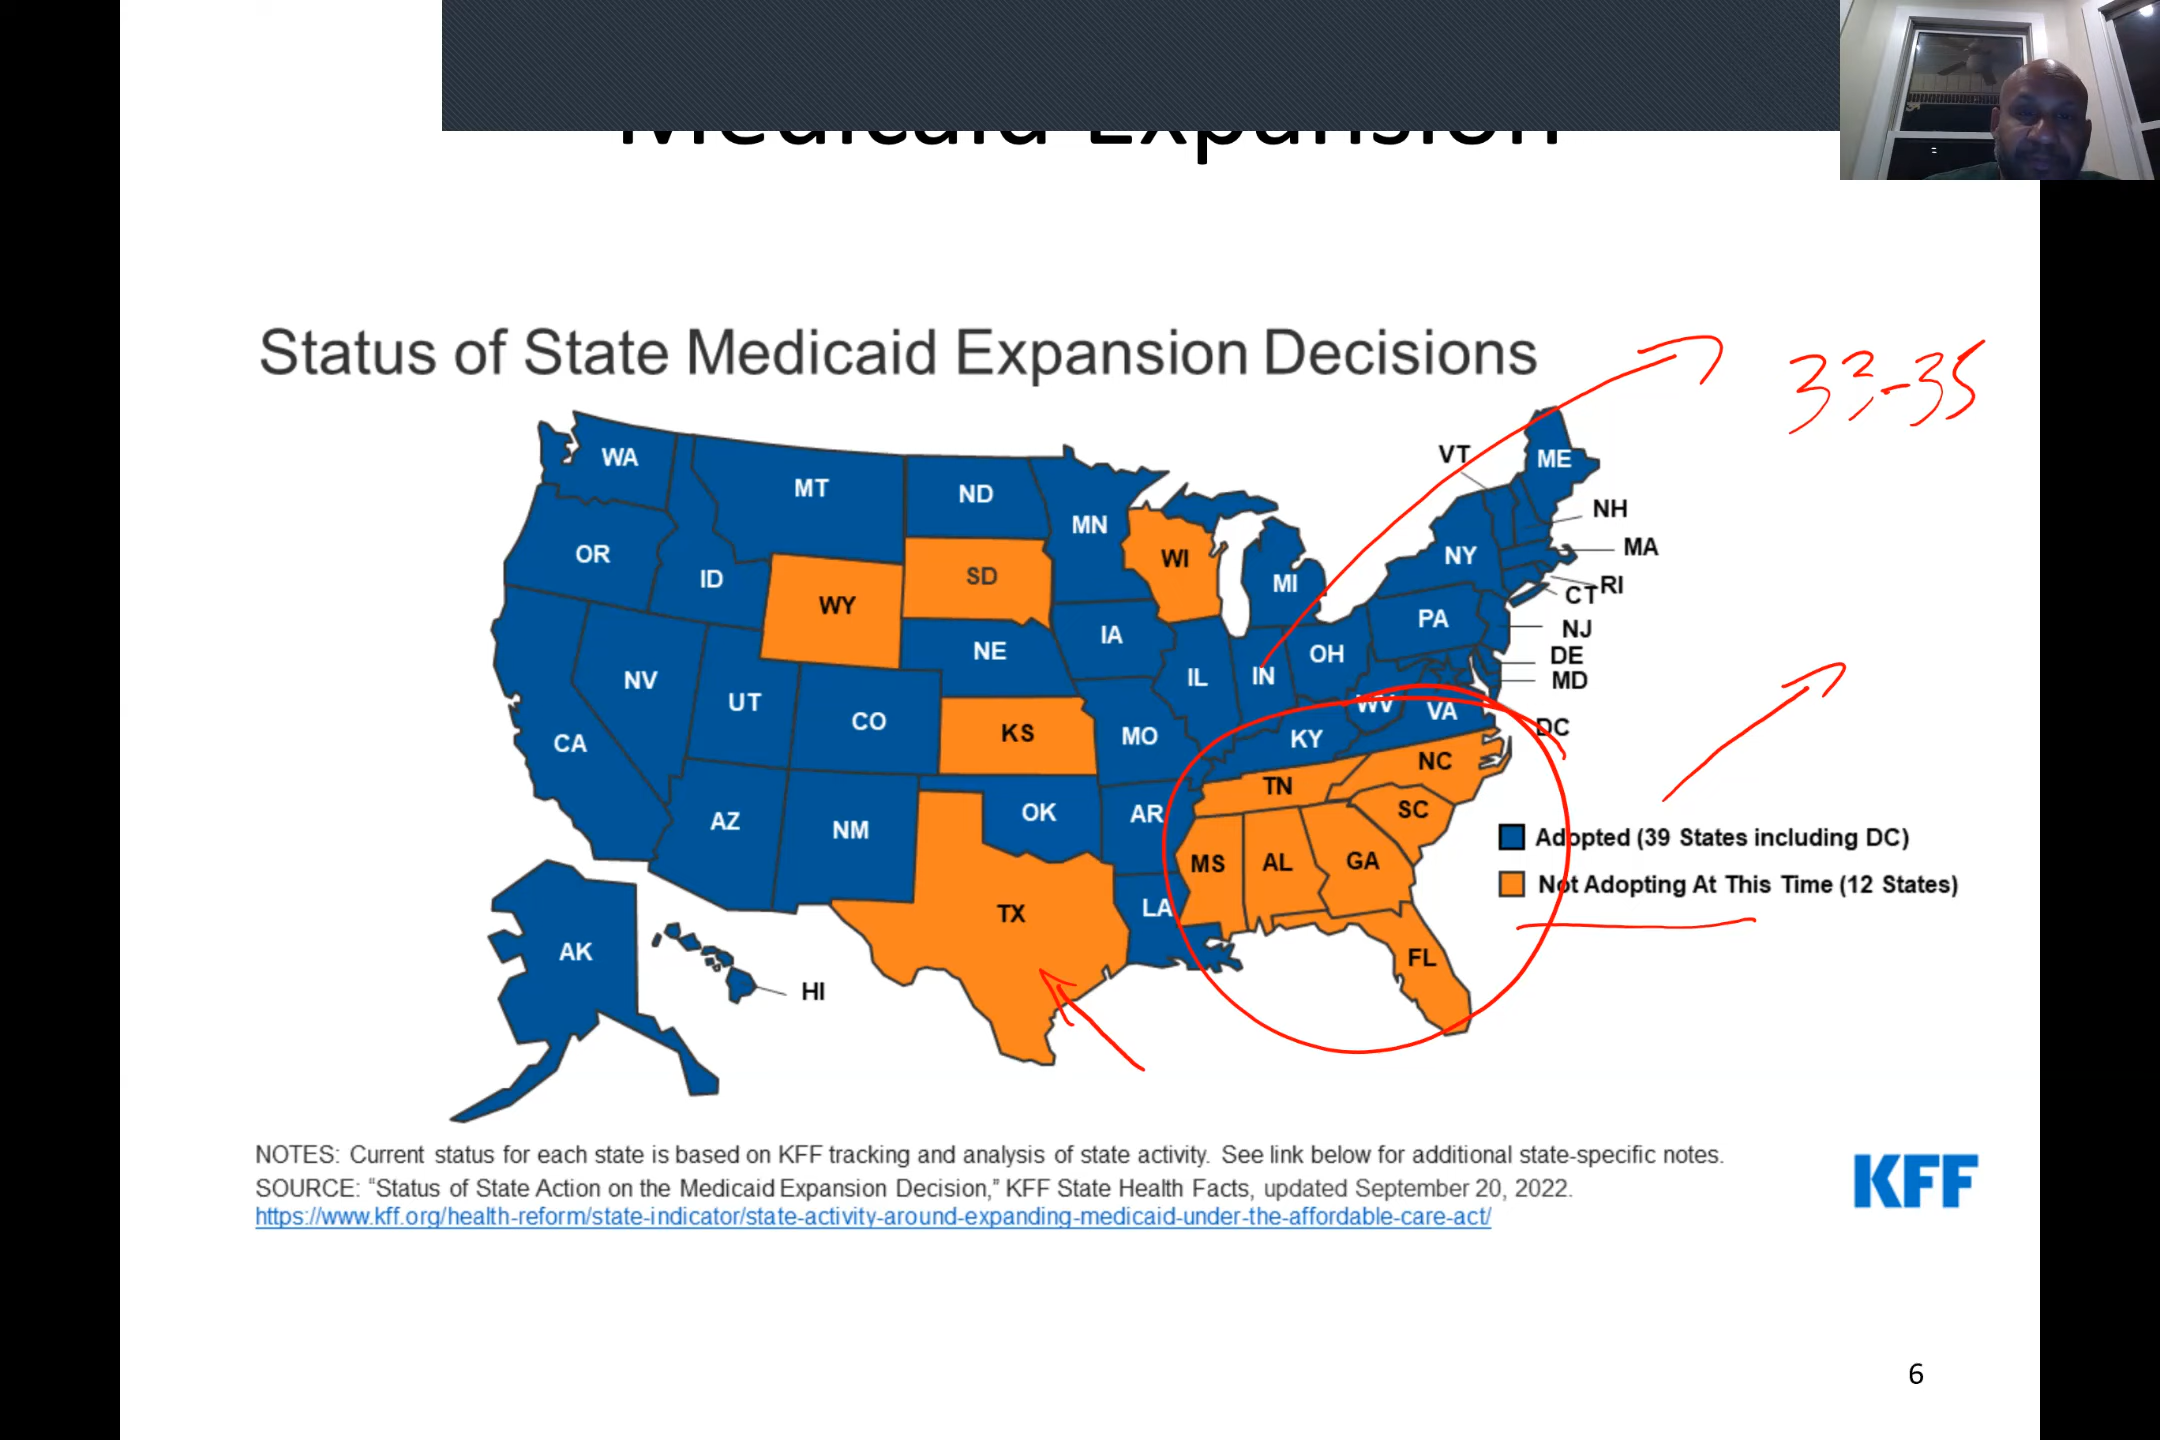 Medicaid Expansion
Status of State Medicaid Expansion Decisions
33-35
WA
MT
ND
MN
VT
ME
NH
OR
ID
WY
SD
WI
MI
NY
MA
RI
CT
NV
UT
CO
NE
IA
IL
IN
OH
PA
NJ
DE
MD
CA
KS
MO
KY
WV
VA
DC
AZ
NM
OK
AR
TN
NC
SC
TX
LA
MS
AL
GA
FL
AK
HI
Adopted (39 States including DC)
Not Adopting At This Time (12 States)
NOTES: Current status for each state is based on KFF tracking and analysis of state activity. See link below for additional state-specific notes.
SOURCE: “Status of State Action on the Medicaid Expansion Decision,” KFF State Health Facts, updated September 20, 2022.
https://www.kff.org/health-reform/state-indicator/state-activity-around-expanding-medicaid-under-the-affordable-care-act/
KFF
6